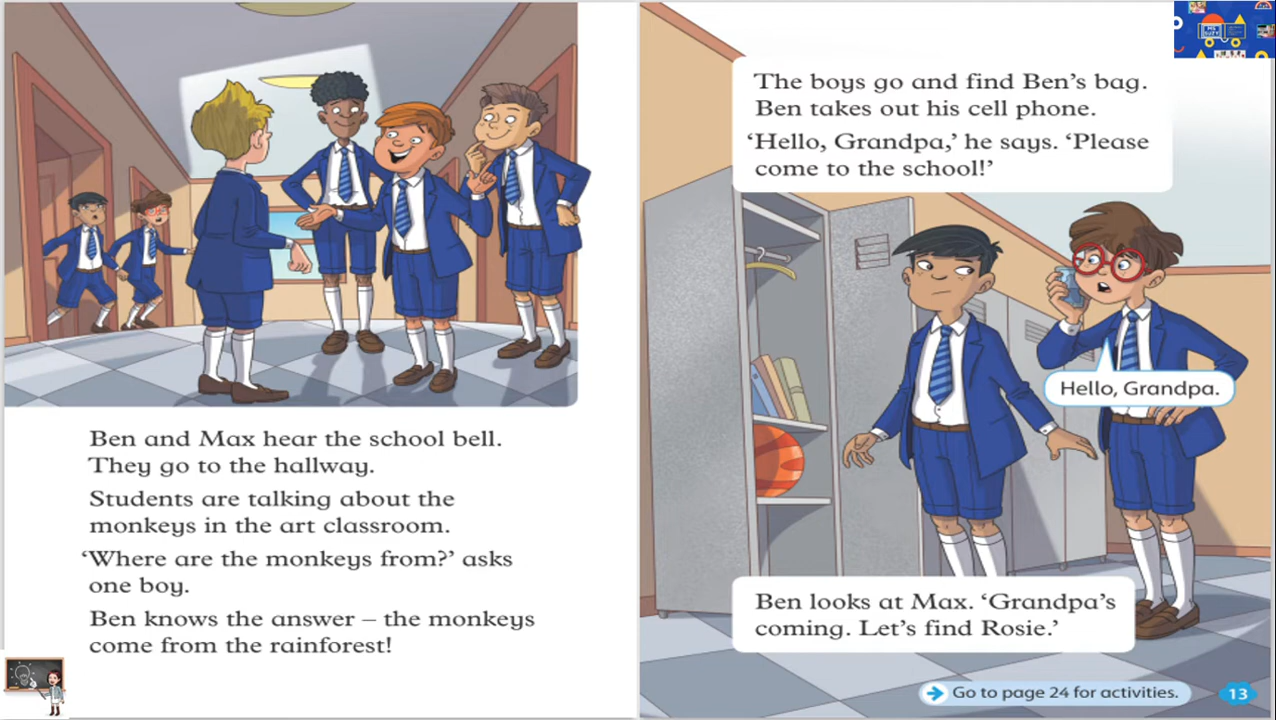 Ben and Max hear the school bell.
They go to the hallway.
Students are talking about the
monkeys in the art classroom.
‘Where are the monkeys from?’ asks
one boy.
Ben knows the answer – the monkeys
come from the rainforest!
The boys go and find Ben’s bag.
Ben takes out his cell phone.
‘Hello, Grandpa,’ he says. ‘Please
come to the school!’
Hello, Grandpa.
Ben looks at Max. ‘Grandpa’s
coming. Let’s find Rosie.’
Go to page 24 for activities.
13
MS
SUZY